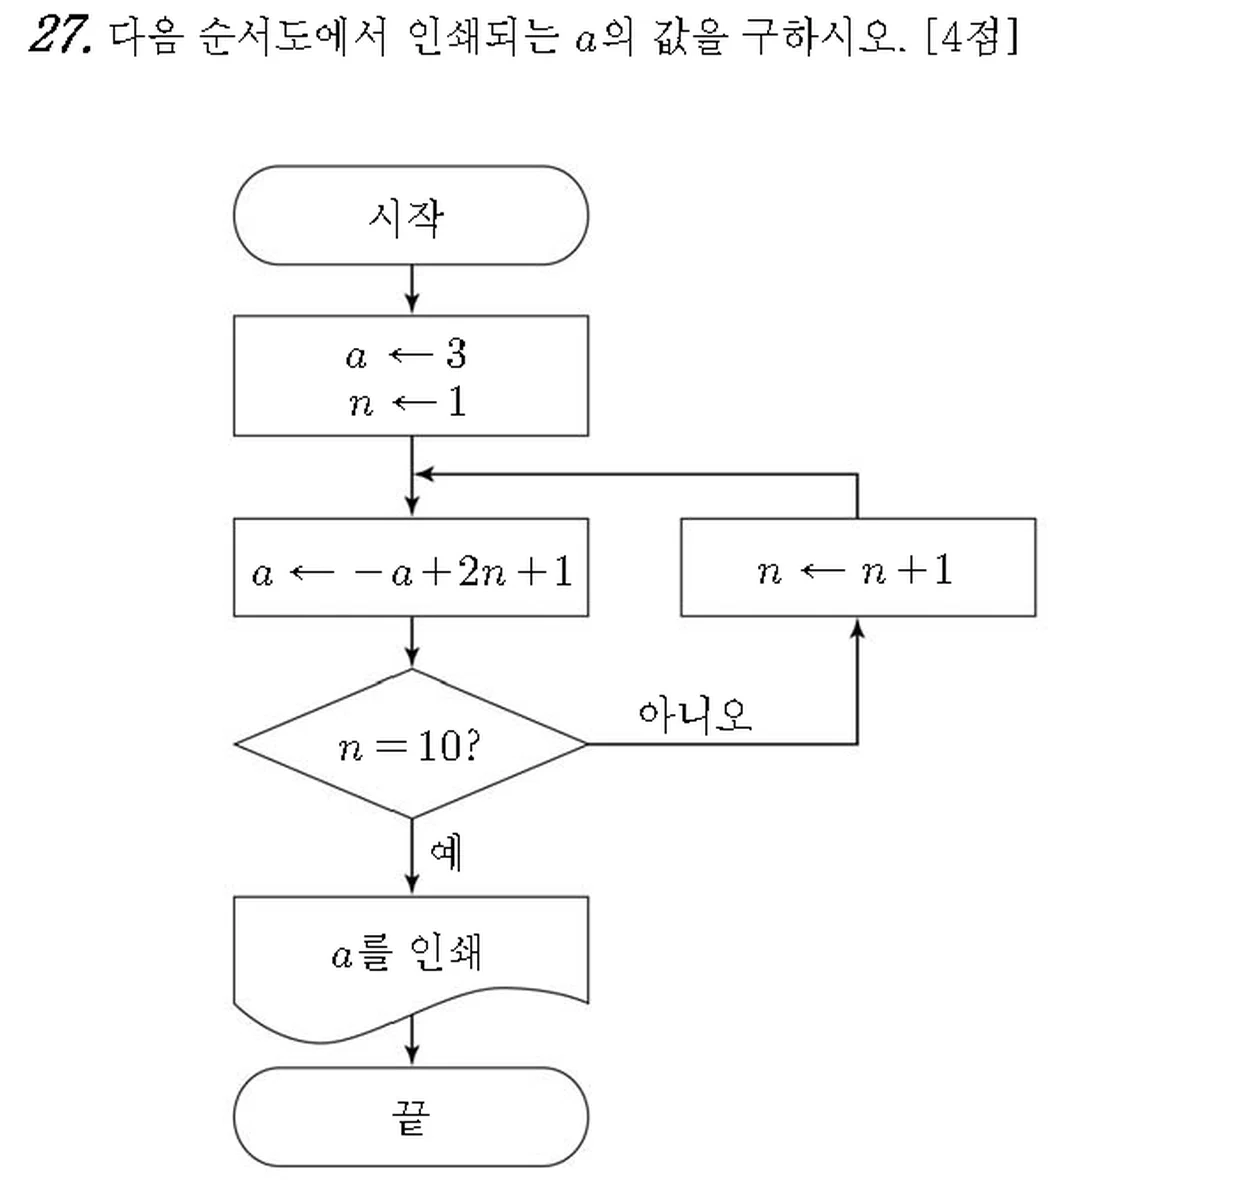 27. 다음 순서도에서 인쇄되는 a의 값을 구하시오. [4점]
시작
a ← 3
n ← 1
a ← -a+2n+1
n ← n+1
n=10?
아니오
예
a를 인쇄
끝